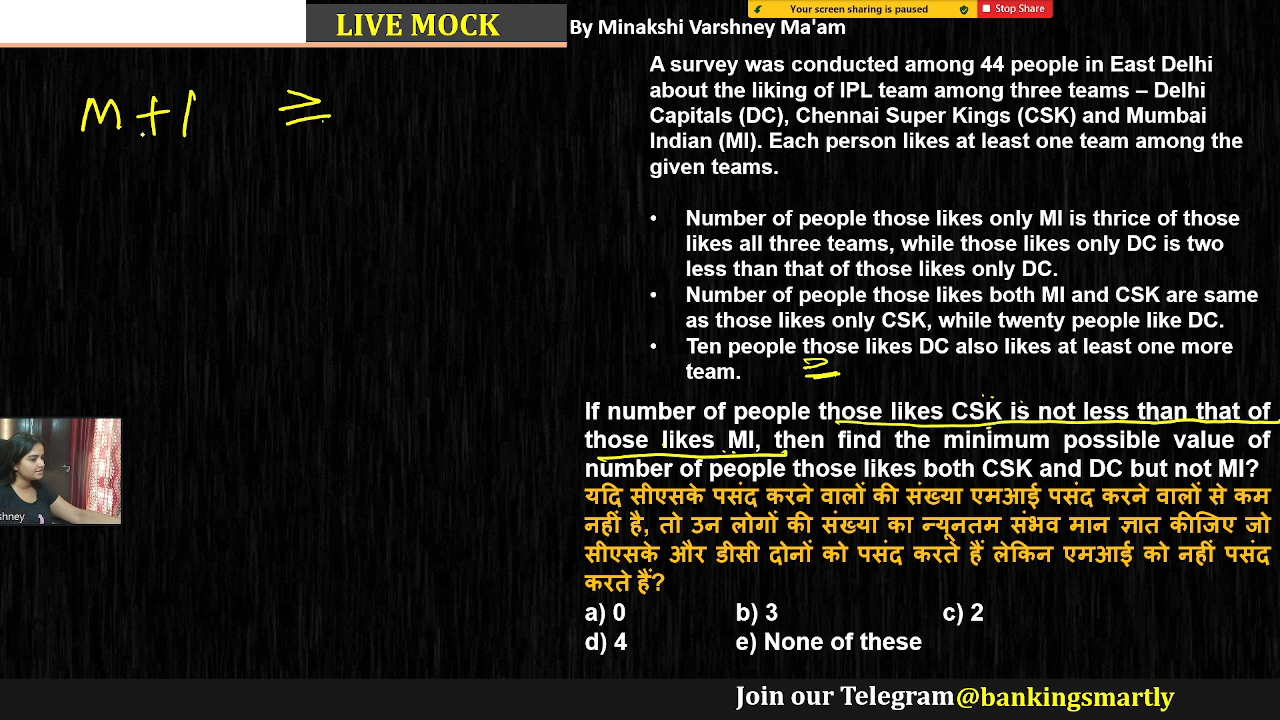 Your screen sharing is paused
Stop Share
LIVE MOCK
By Minakshi Varshney Ma'am
m+1 ≥
A survey was conducted among 44 people in East Delhi
about the liking of IPL team among three teams – Delhi
Capitals (DC), Chennai Super Kings (CSK) and Mumbai
Indian (MI). Each person likes at least one team among the
given teams.
• Number of people those likes only MI is thrice of those
likes all three teams, while those likes only DC is two
less than that of those likes only DC.
• Number of people those likes both MI and CSK are same
as those likes only CSK, while twenty people like DC.
• Ten people those likes DC also likes at least one more
team.
If number of people those likes CSK is not less than that of
those likes MI, then find the minimum possible value of
number of people those likes both CSK and DC but not MI?
यदि सीएसके पसंद करने वालों की संख्या एमआई पसंद करने वालों से कम
नहीं है, तो उन लोगों की संख्या का न्यूनतम संभव मान ज्ञात कीजिए जो
सीएसके और डीसी दोनों को पसंद करते हैं लेकिन एमआई को नहीं पसंद
करते हैं?
a) 0 b) 3 c) 2
d) 4 e) None of these
shney
Join our Telegram @bankingsmartly